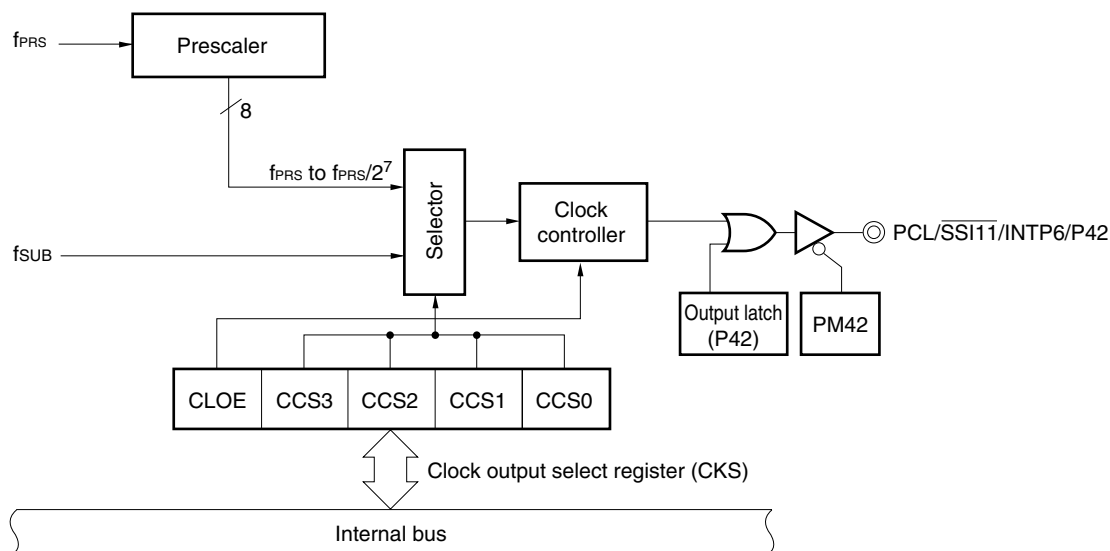 fPRS
Prescaler
8
fPRS to fPRS/2⁷
Selector
fSUB
Clock
controller
PCL/SSI11/INTP6/P42
Output latch
(P42)
PM42
CLOE CCS3 CCS2 CCS1 CCS0
Clock output select register (CKS)
Internal bus